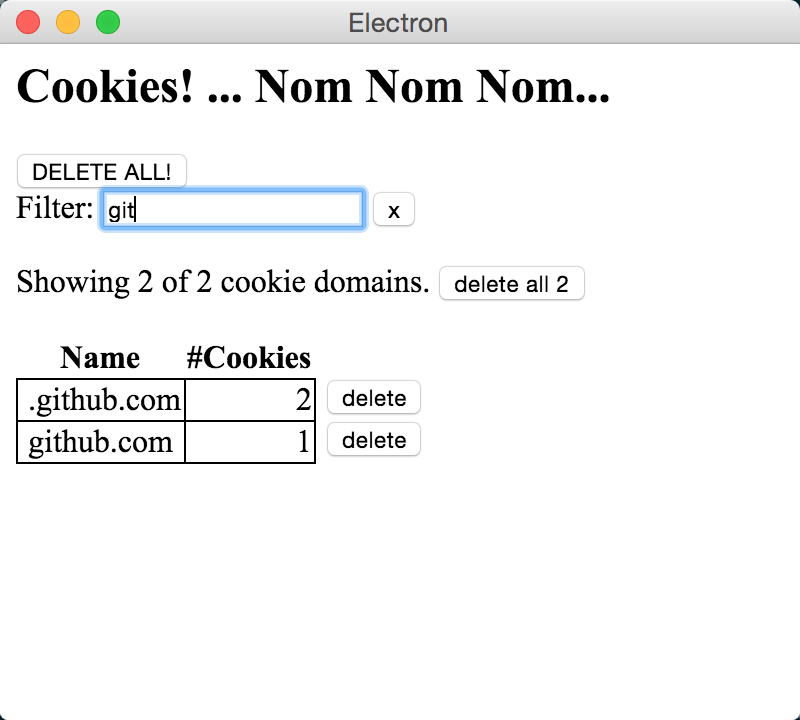 Electron
Cookies! ... Nom Nom Nom...
DELETE ALL!
Filter: git x
Showing 2 of 2 cookie domains. delete all 2
Name #Cookies
.github.com 2 delete
github.com 1 delete